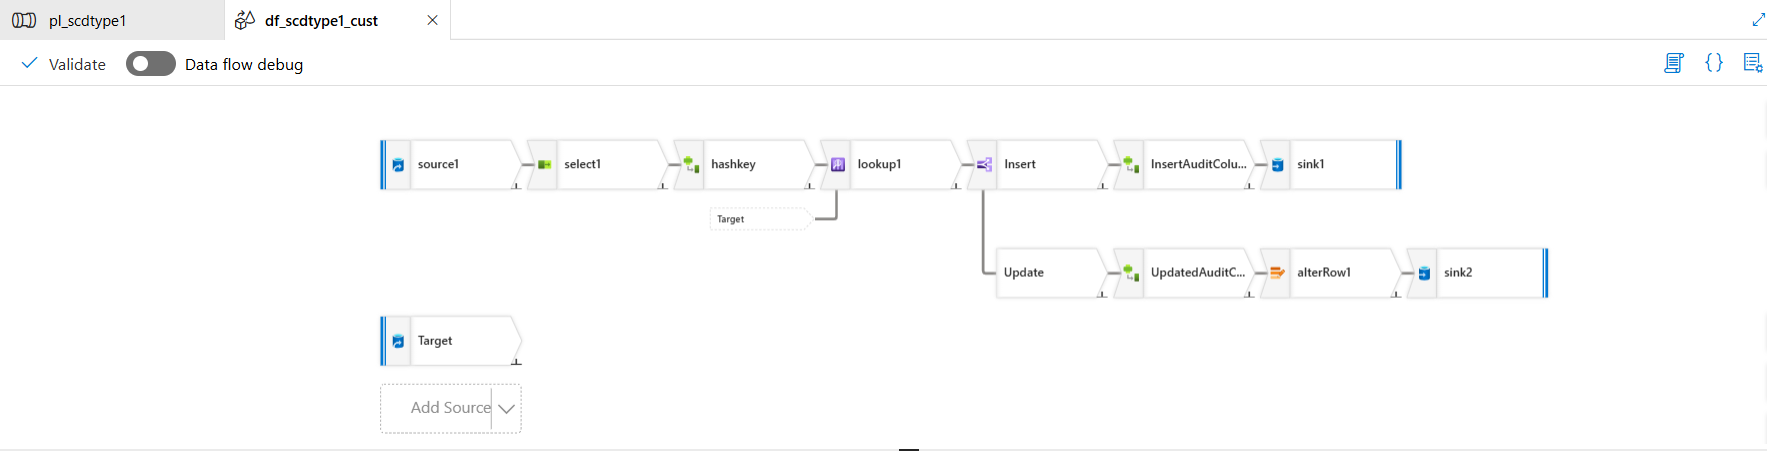 pl_scdtype1
df_scdtype1_cust
Validate
Data flow debug
{}
source1
select1
hashkey
lookup1
Insert
InsertAuditColu...
sink1
Target
Update
UpdatedAuditC...
alterRow1
sink2
Target
Add Source